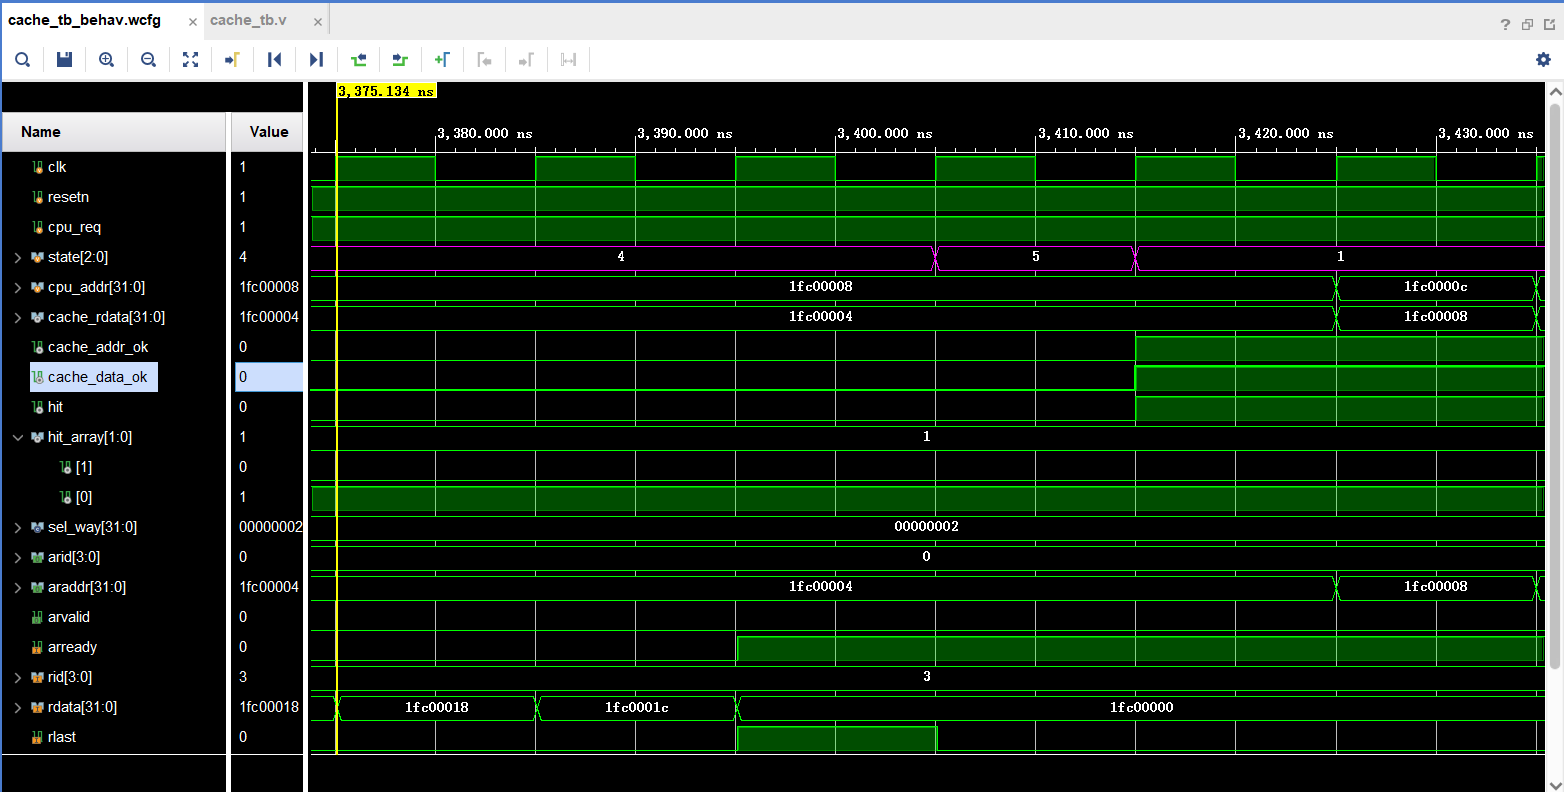 cache_tb_behav.wcfg × cache_tb.v ×
?
3,375.134 ns
Name Value
3,380.000 ns 3,390.000 ns 3,400.000 ns 3,410.000 ns 3,420.000 ns 3,430.000 ns
clk 1
resetn 1
cpu_req 1
state[2:0] 4 4 5 1
cpu_addr[31:0] 1fc00008 1fc00008 1fc0000c
cache_rdata[31:0] 1fc00004 1fc00004 1fc00008
cache_addr_ok 0
cache_data_ok 0
hit 0
hit_array[1:0] 1 1
[1] 0
[0] 1
sel_way[31:0] 00000002 00000002
arid[3:0] 0 0
araddr[31:0] 1fc00004 1fc00004 1fc00008
arvalid 0
arready 0
rid[3:0] 3 3
rdata[31:0] 1fc00018 1fc00018 1fc0001c 1fc00000
rlast 0